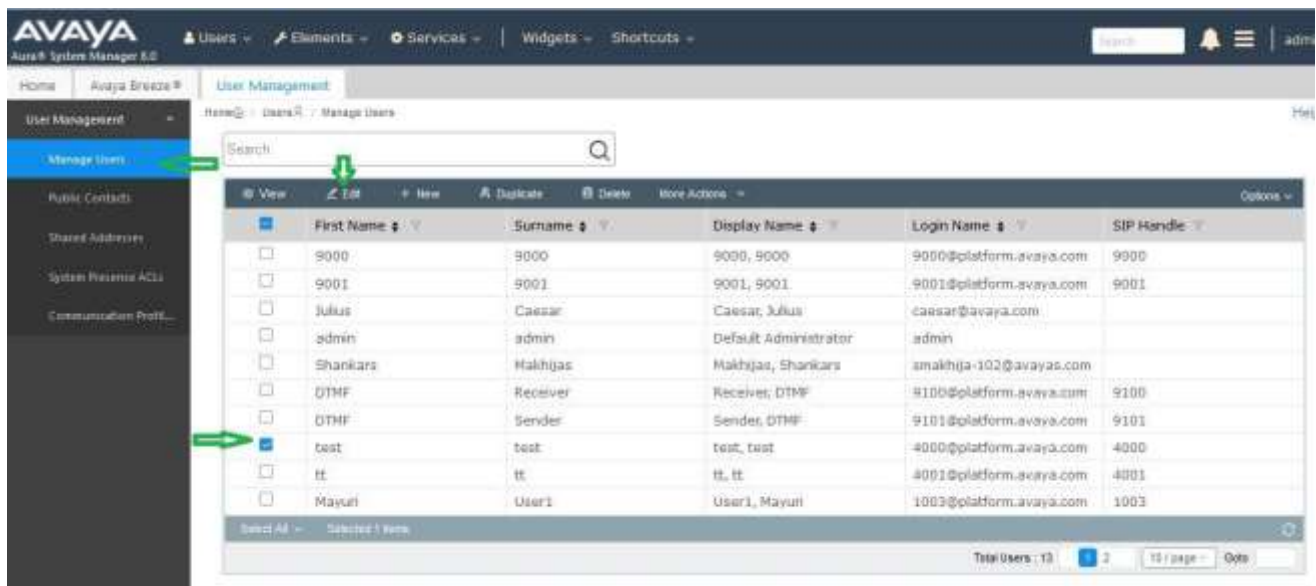 AVAYA
Aura® System Manager 8.0
Users
Elements
Services
Widgets
Shortcuts
Search
admi
Home
Avaya Breeze®
User Management
User Management
Home / Users / Manage Users
Hel
Manage Users
Search
Public Contacts
View Edit + New Duplicate Delete More Actions Options
Shared Addresses
First Name Surname Display Name Login Name SIP Handle
9000 9000 9000, 9000 9000@platform.avaya.com 9000
System Presence ACLs
9001 9001 9001, 9001 9001@platform.avaya.com 9001
Communication Profil...
Julius Caesar Caesar, Julius caesar@avaya.com
admin admin Default Administrator admin
Shankars Makhijas Makhijas, Shankars smakhija-102@avayas.com
DTMF Receiver Receiver, DTMF 9100@platform.avaya.com 9100
DTMF Sender Sender, DTMF 9101@platform.avaya.com 9101
test test test, test 4000@platform.avaya.com 4000
tt tt tt, tt 4001@platform.avaya.com 4001
Mayuri User1 User1, Mayuri 1003@platform.avaya.com 1003
Select All Selected 1 Items
Total Users : 13 1 2 10 / page Goto